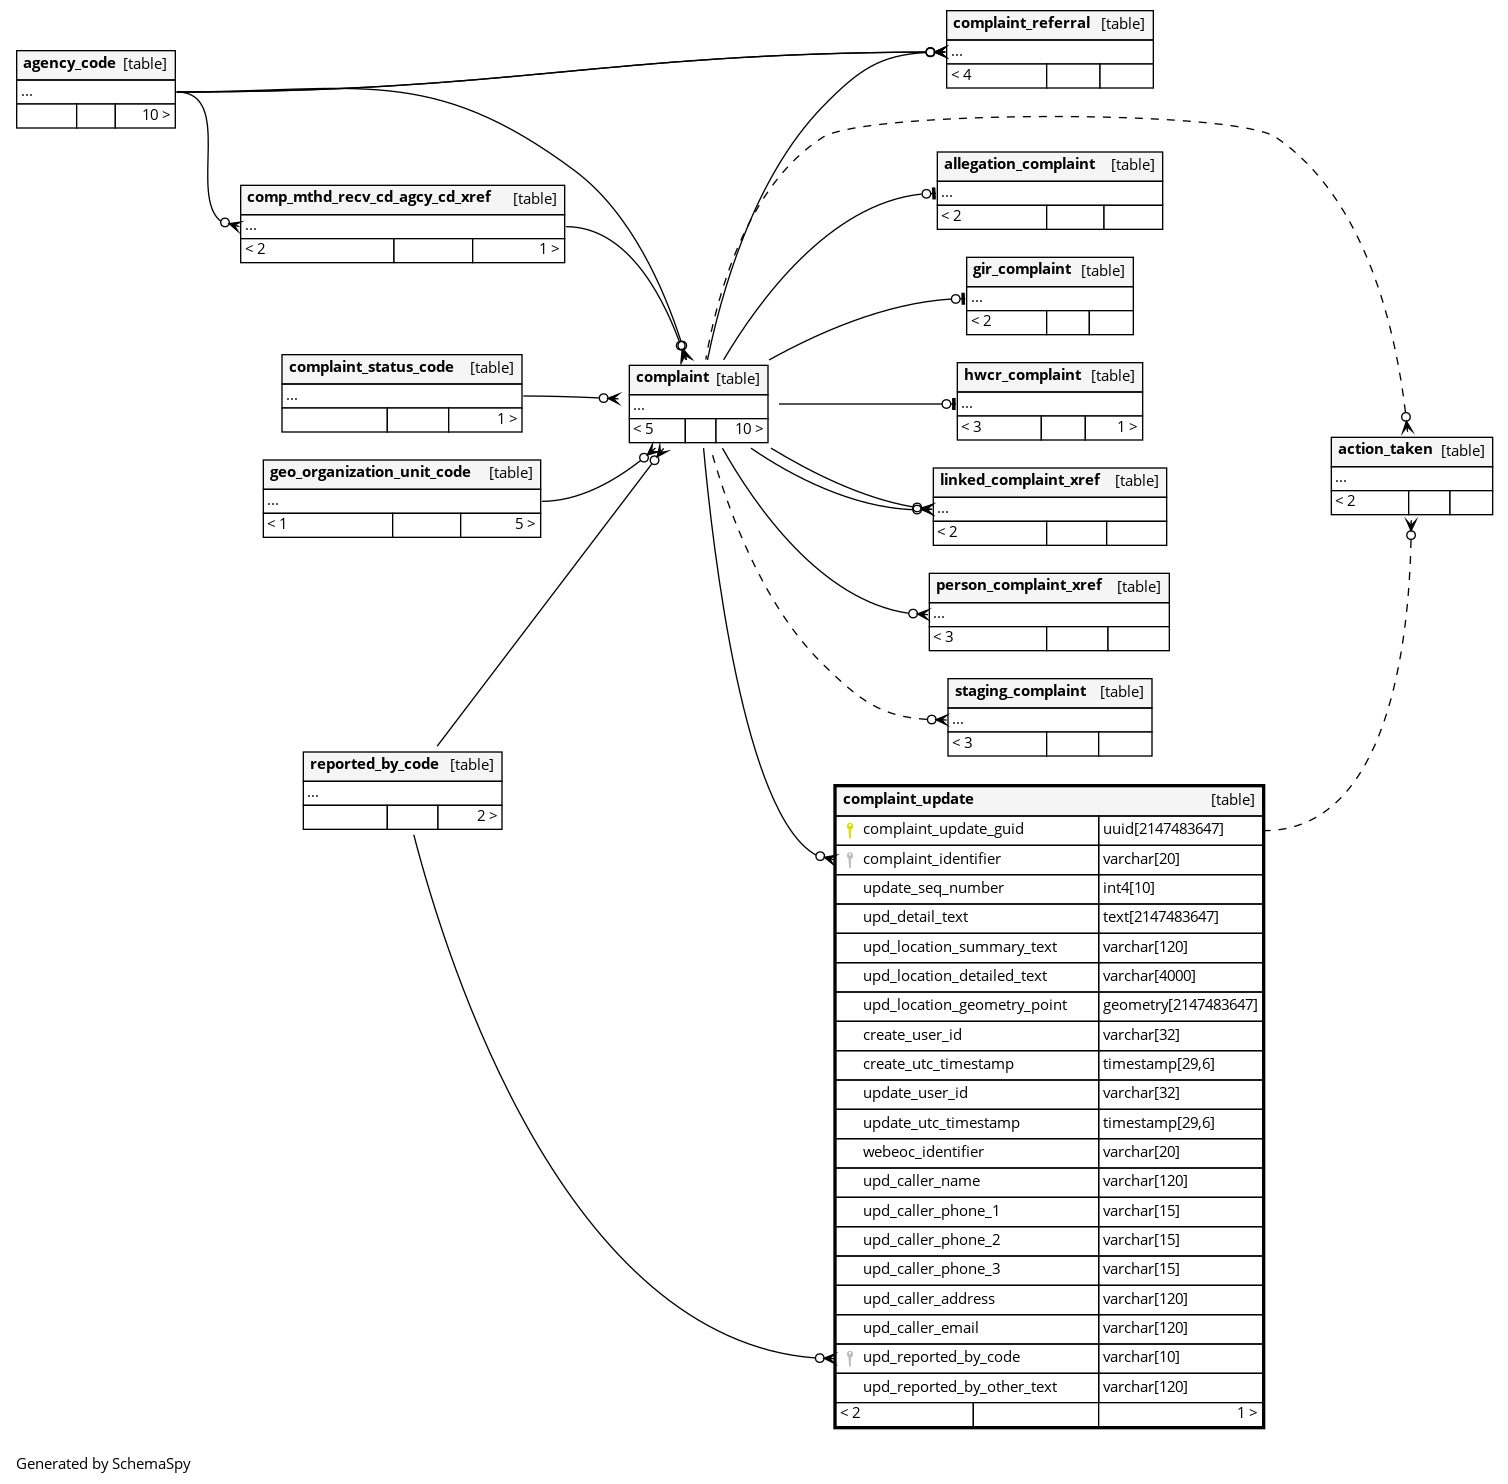 complaint_referral [table]
...
< 4
agency_code [table]
...
10 >
allegation_complaint [table]
...
< 2
comp_mthd_recv_cd_agcy_cd_xref [table]
...
< 2 1 >
gir_complaint [table]
...
< 2
complaint_status_code [table]
...
1 >
complaint [table]
...
< 5 10 >
hwcr_complaint [table]
...
< 3 1 >
action_taken [table]
...
< 2
geo_organization_unit_code [table]
...
< 1 5 >
linked_complaint_xref [table]
...
< 2
person_complaint_xref [table]
...
< 3
staging_complaint [table]
...
< 3
reported_by_code [table]
...
2 >
complaint_update [table]
complaint_update_guid uuid[2147483647]
complaint_identifier varchar[20]
update_seq_number int4[10]
upd_detail_text text[2147483647]
upd_location_summary_text varchar[120]
upd_location_detailed_text varchar[4000]
upd_location_geometry_point geometry[2147483647]
create_user_id varchar[32]
create_utc_timestamp timestamp[29,6]
update_user_id varchar[32]
update_utc_timestamp timestamp[29,6]
webeoc_identifier varchar[20]
upd_caller_name varchar[120]
upd_caller_phone_1 varchar[15]
upd_caller_phone_2 varchar[15]
upd_caller_phone_3 varchar[15]
upd_caller_address varchar[120]
upd_caller_email varchar[120]
upd_reported_by_code varchar[10]
upd_reported_by_other_text varchar[120]
< 2 1 >
Generated by SchemaSpy